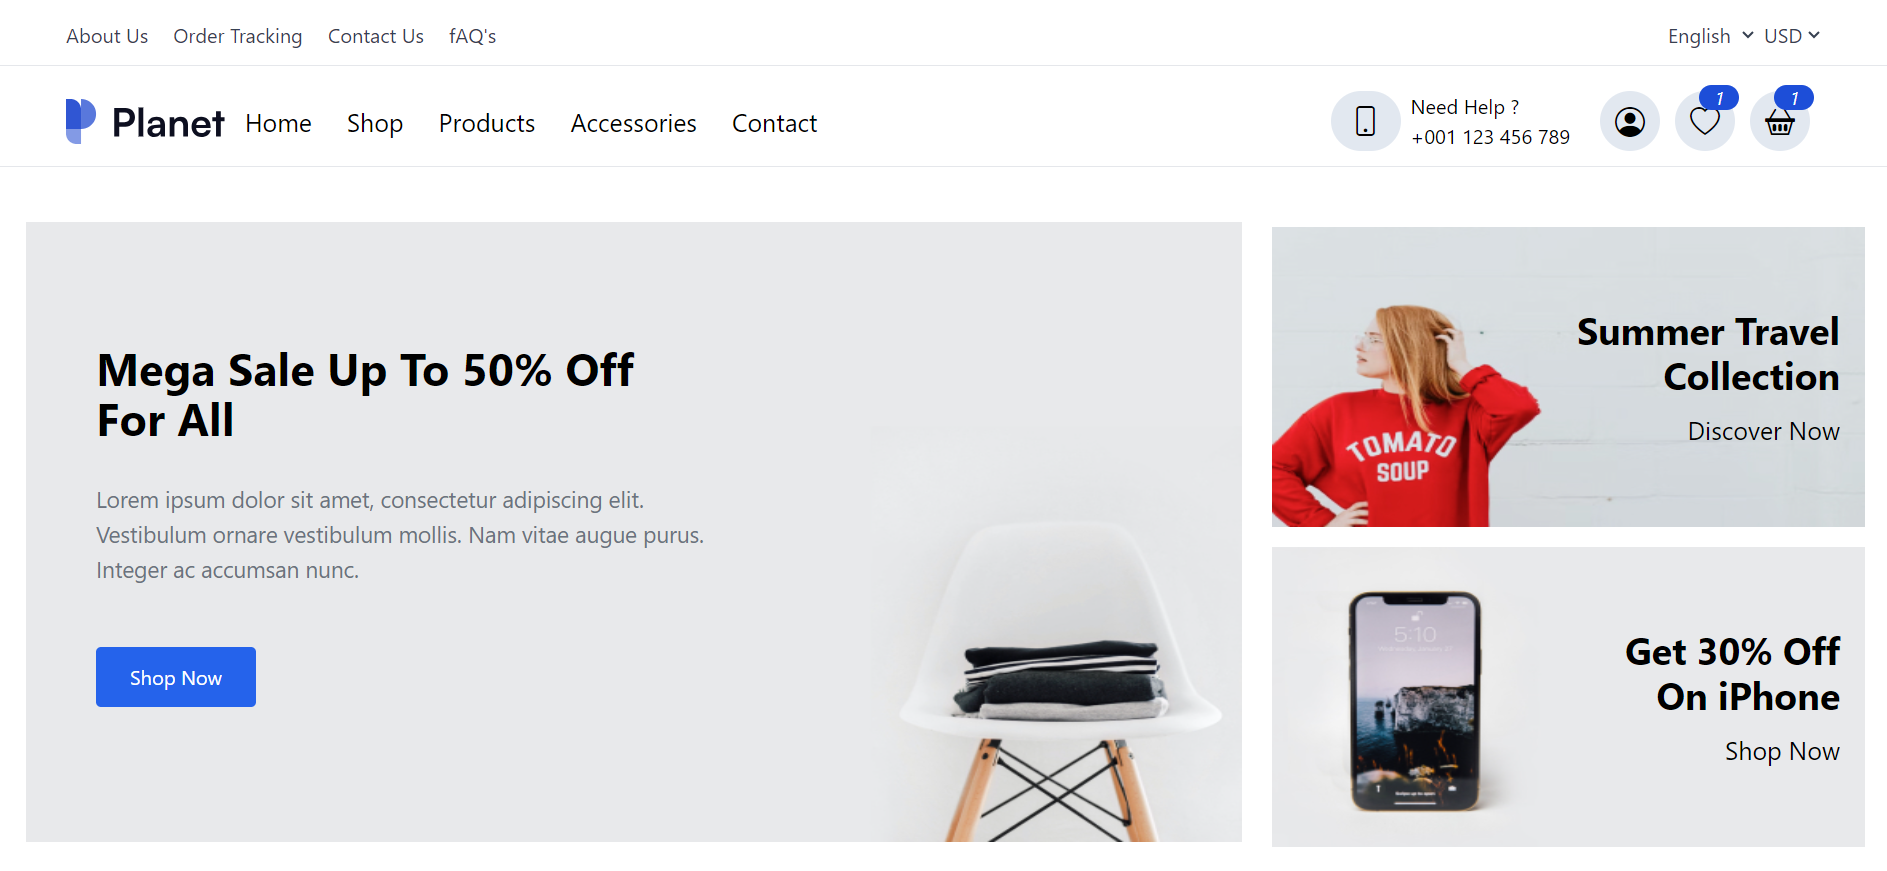 About Us Order Tracking Contact Us fAQ's English USD
Planet Home Shop Products Accessories Contact
Need Help ?
+001 123 456 789
1
1
Mega Sale Up To 50% Off
For All
Lorem ipsum dolor sit amet, consectetur adipiscing elit.
Vestibulum ornare vestibulum mollis. Nam vitae augue purus.
Integer ac accumsan nunc.
Shop Now
TOMATO
SOUP
Summer Travel
Collection
Discover Now
5:10
Get 30% Off
On iPhone
Shop Now